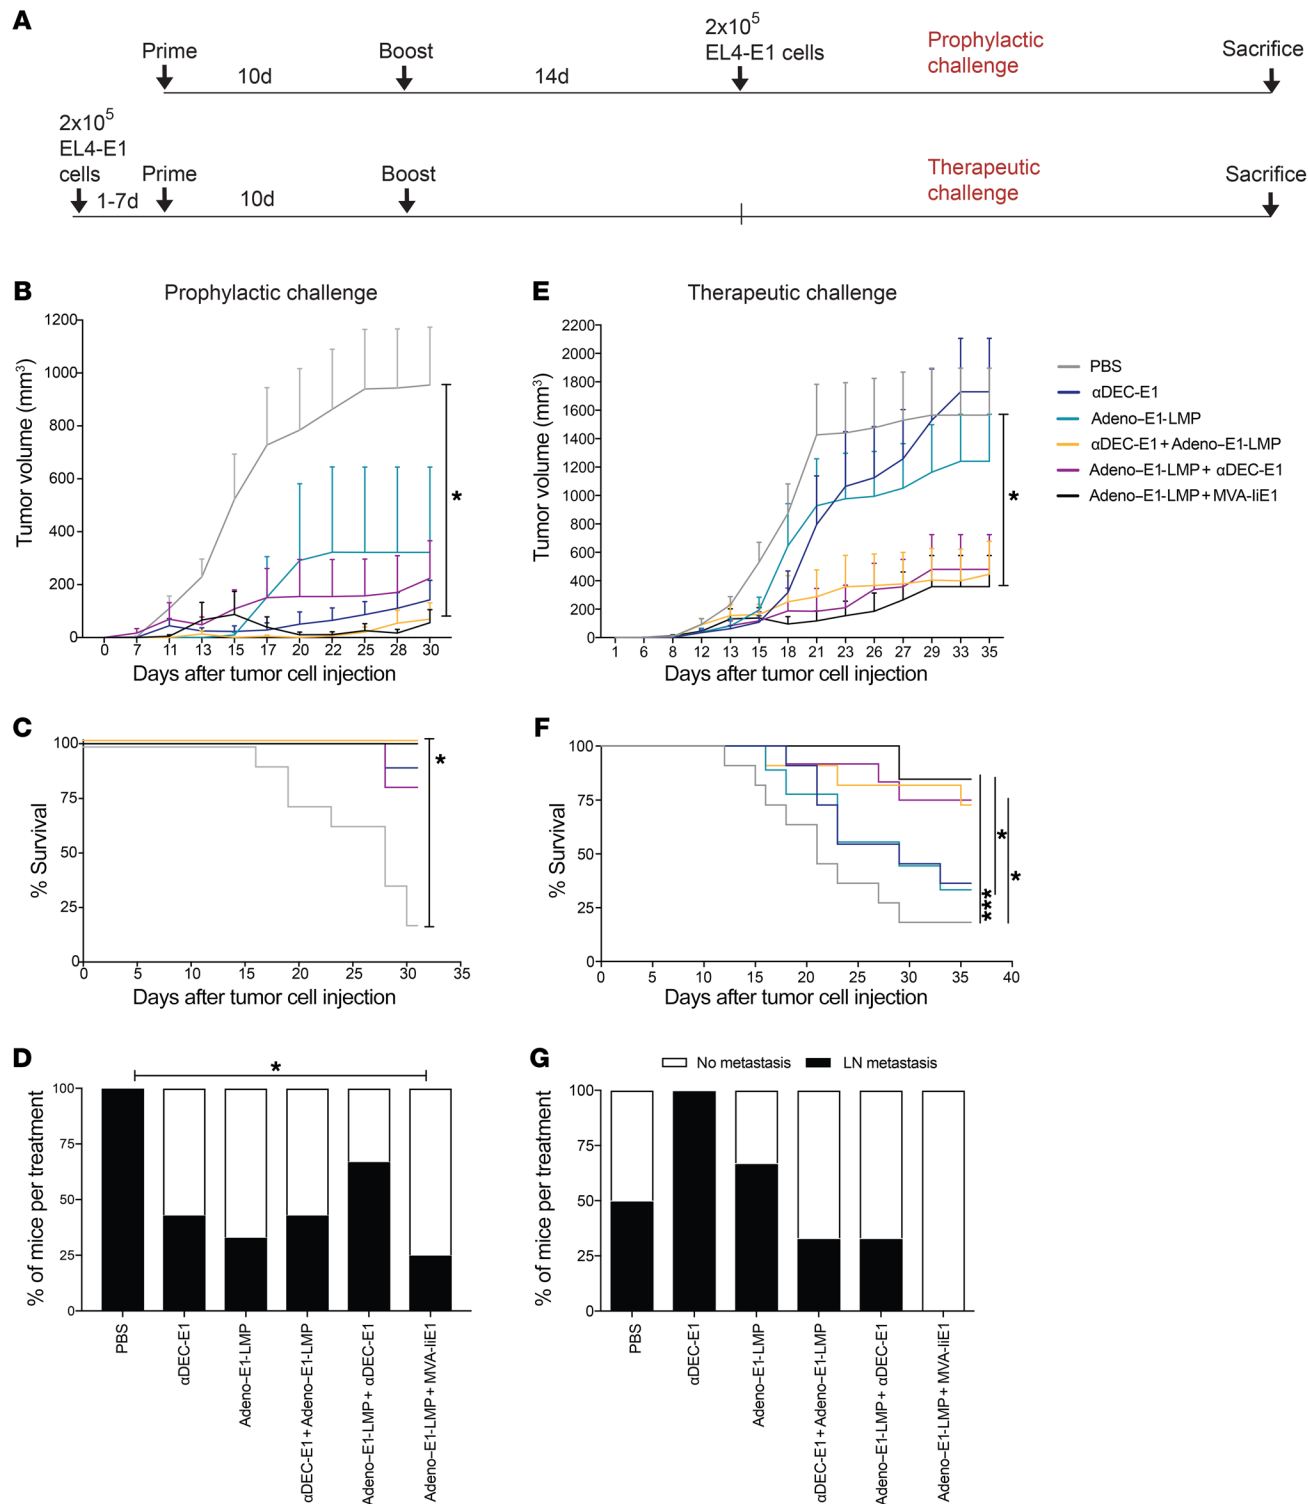 A
Prime
10d
Boost
14d
2x10⁵
EL4-E1 cells
Prophylactic
challenge
Sacrifice
2x10⁵
EL4-E1
cells
1-7d
Prime
10d
Boost
Therapeutic
challenge
Sacrifice
B
Prophylactic challenge
Tumor volume (mm³)
1200
1000
800
600
400
200
0
*
0 7 11 13 15 17 20 22 25 28 30
Days after tumor cell injection
E
Therapeutic challenge
Tumor volume (mm³)
2200
2000
1800
1600
1400
1200
1000
800
600
400
200
0
*
1 6 8 12 13 15 18 21 23 26 27 29 33 35
Days after tumor cell injection
PBS
αDEC-E1
Adeno–E1-LMP
αDEC-E1 + Adeno–E1-LMP
Adeno–E1-LMP + αDEC-E1
Adeno–E1-LMP + MVA-IiE1
C
% Survival
100
75
50
25
0
*
0 5 10 15 20 25 30 35
Days after tumor cell injection
F
% Survival
100
75
50
25
0
***
*
*
0 5 10 15 20 25 30 35 40
Days after tumor cell injection
D
% of mice per treatment
100
75
50
25
0
*
PBS
αDEC-E1
Adeno–E1-LMP
αDEC-E1 + Adeno–E1-LMP
Adeno–E1-LMP + αDEC-E1
Adeno–E1-LMP + MVA-IiE1
G
No metastasis
LN metastasis
% of mice per treatment
100
75
50
25
0
PBS
αDEC-E1
Adeno–E1-LMP
αDEC-E1 + Adeno–E1-LMP
Adeno–E1-LMP + αDEC-E1
Adeno–E1-LMP + MVA-IiE1